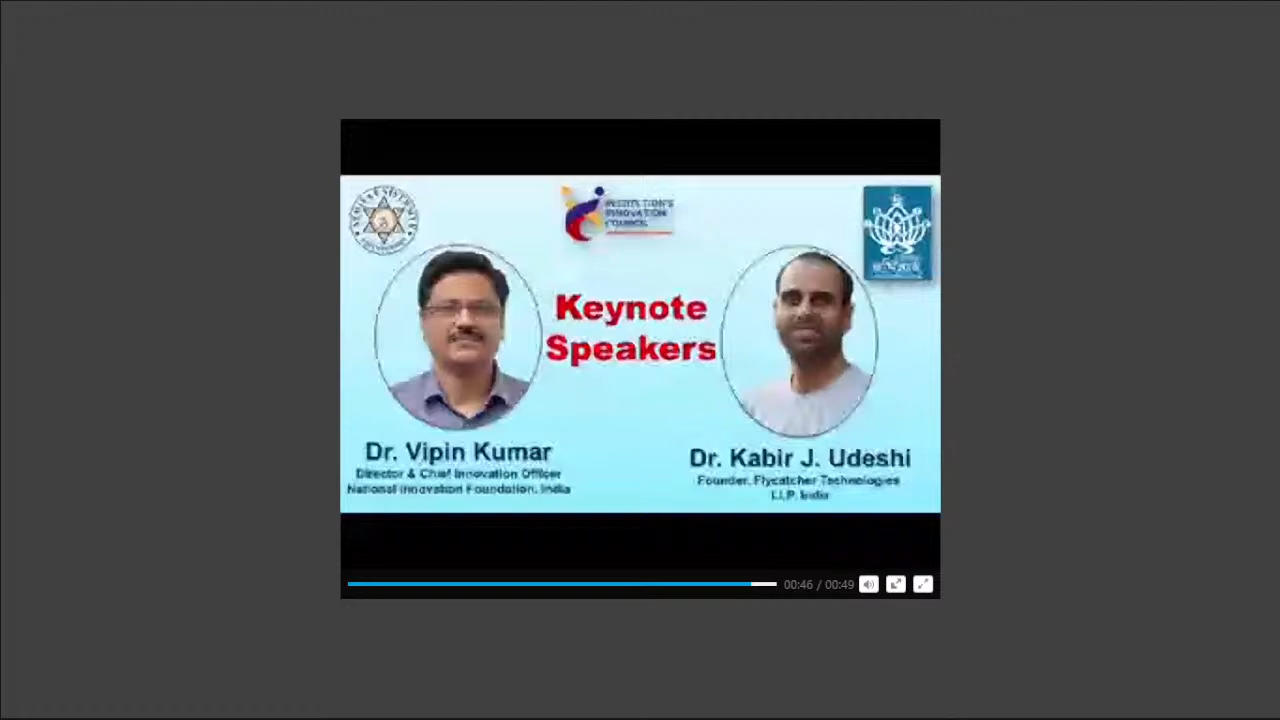 INSTITUTION'S
INNOVATION
COUNCIL
Keynote
Speakers
Dr. Vipin Kumar
Director & Chief Innovation Officer
National Innovation Foundation, India
Dr. Kabir J. Udeshi
Founder, Flycatcher Technologies
LLP, India
00:46 / 00:49